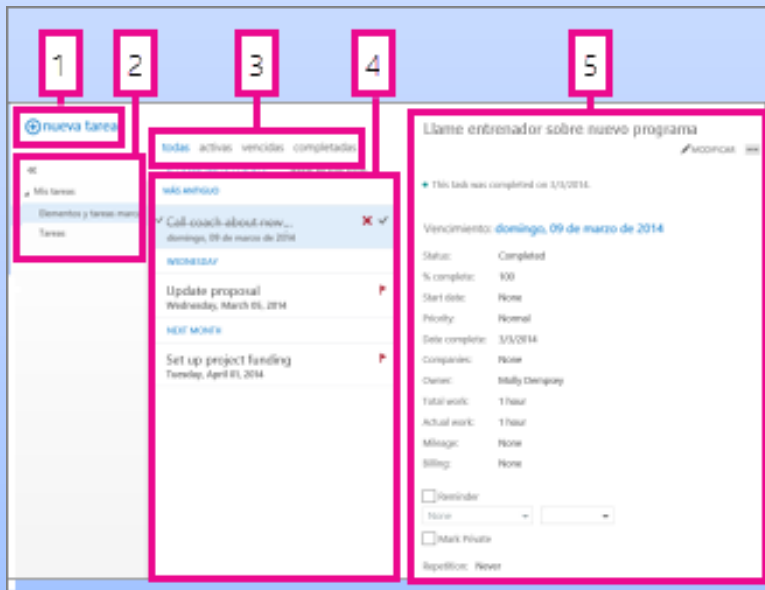 1
2
3
4
5
nueva tarea
todas activas vencidas completadas
«
Mis tareas
Elementos y tareas marc
Tareas
MÁS ANTIGUO
Call coach about new...
domingo, 09 de marzo de 2014
WEDNESDAY
Update proposal
Wednesday, March 05, 2014
NEXT MONTH
Set up project funding
Tuesday, April 01, 2014
Llame entrenador sobre nuevo programa
MODIFICAR
This task was completed on 3/3/2014.
Vencimiento: domingo, 09 de marzo de 2014
Status: Completed
% complete: 100
Start date: None
Priority: Normal
Date complete: 3/3/2014
Companies: None
Owner: Molly Dempsey
Total work: 1 hour
Actual work: 1 hour
Mileage: None
Billing: None
Reminder
None
Mark Private
Repetition: Never